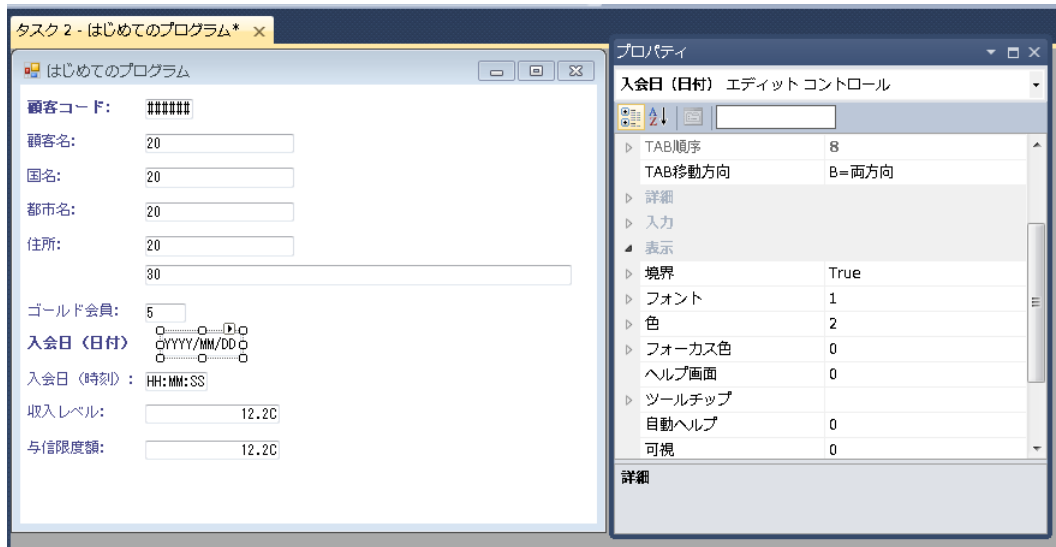 タスク 2 - はじめてのプログラム*
はじめてのプログラム
顧客コード: ######
顧客名: 20
国名: 20
都市名: 20
住所: 20
30
ゴールド会員: 5
入会日（日付） YYYY/MM/DD
入会日（時刻）: HH:MM:SS
収入レベル: 12.2C
与信限度額: 12.2C
プロパティ
入会日（日付） エディット コントロール
TAB順序 8
TAB移動方向 B=両方向
詳細
入力
表示
境界 True
フォント 1
色 2
フォーカス色 0
ヘルプ画面 0
ツールチップ
自動ヘルプ 0
可視 0
詳細